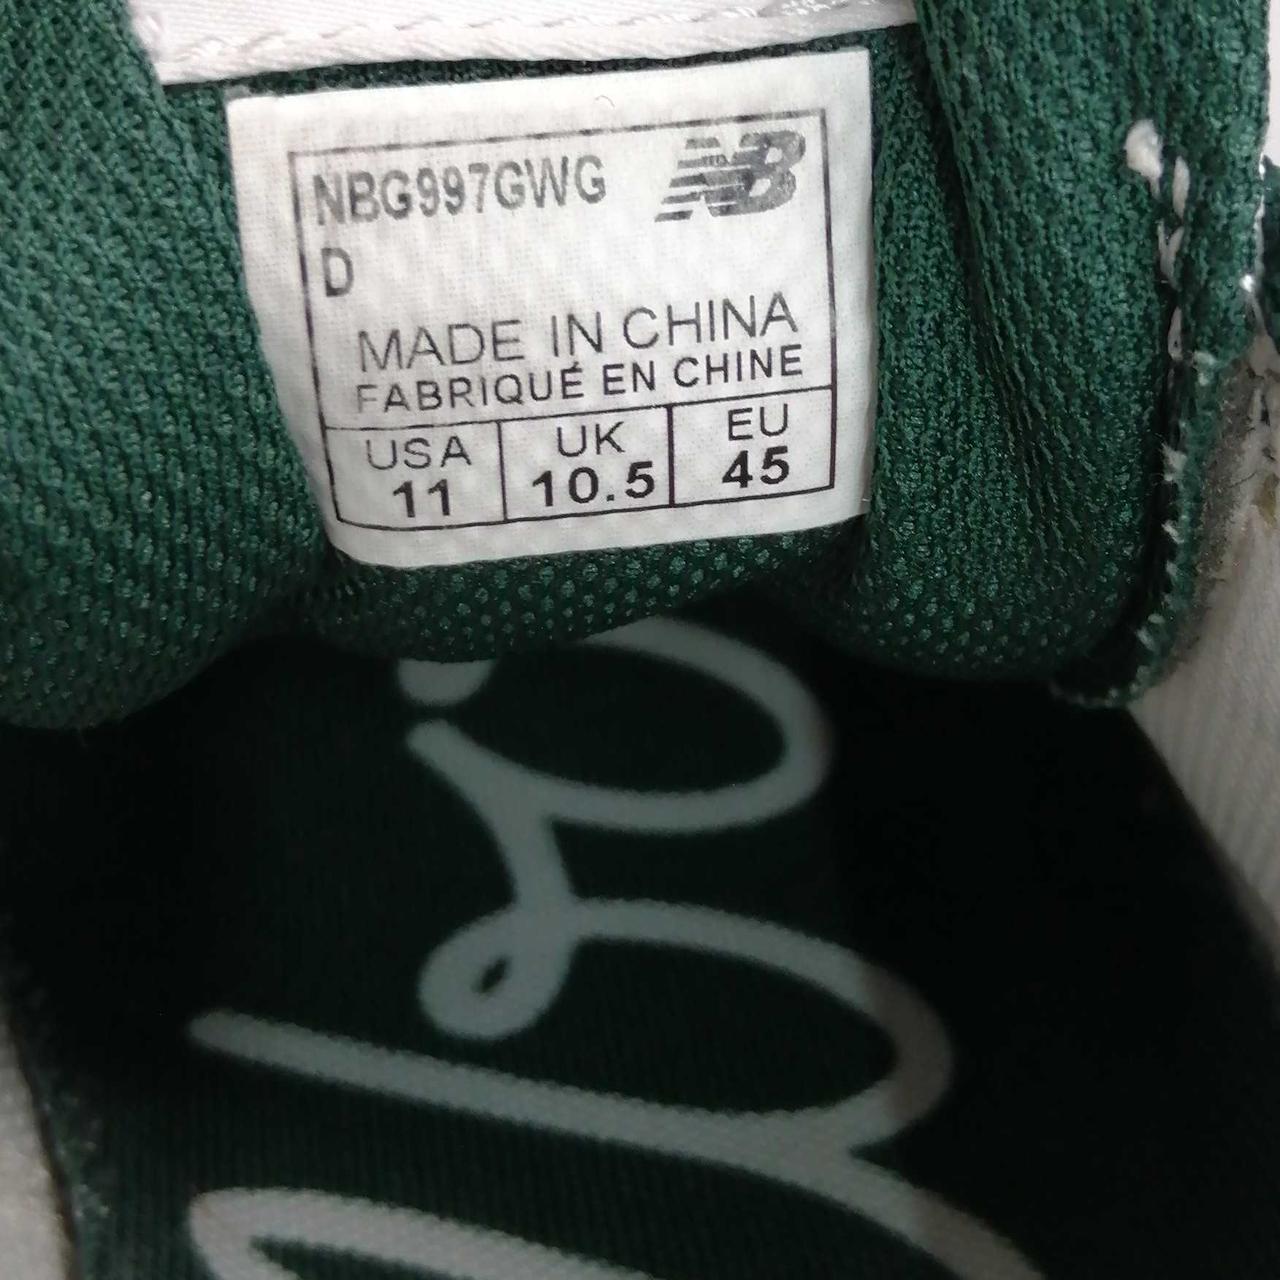 NBG997GWG NB
D
MADE IN CHINA
FABRIQUÉ EN CHINE
USA UK EU
11 10.5 45